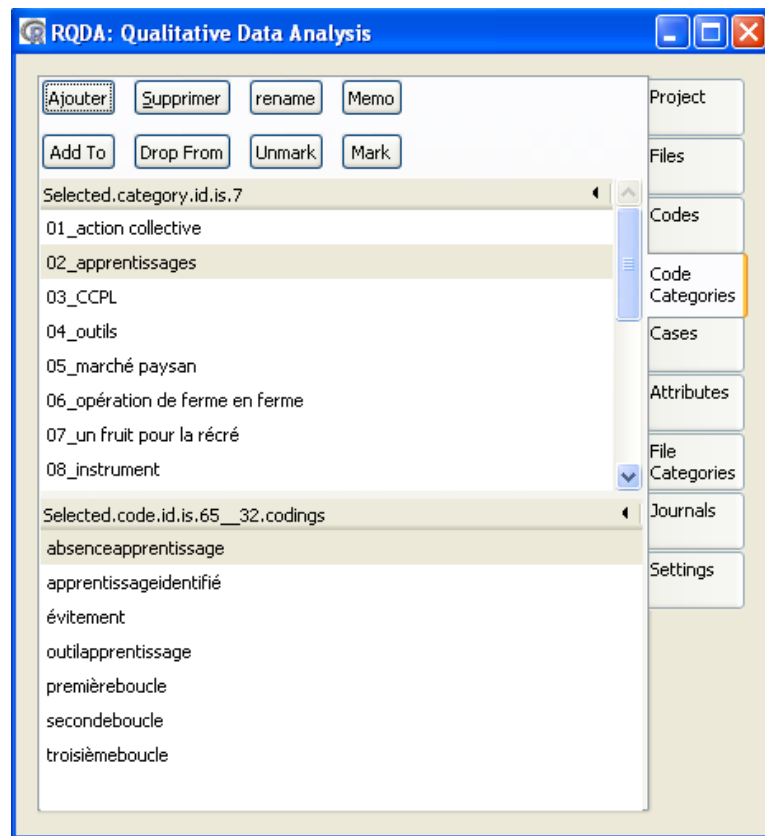 RQDA: Qualitative Data Analysis
Ajouter Supprimer rename Memo
Add To Drop From Unmark Mark
Selected.category.id.is.7
01_action collective
02_apprentissages
03_CCPL
04_outils
05_marché paysan
06_opération de ferme en ferme
07_un fruit pour la récré
08_instrument
Selected.code.id.is.65__32.codings
absenceapprentissage
apprentissageidentifié
évitement
outilapprentissage
premièreboucle
secondeboucle
troisièmeboucle
Project
Files
Codes
Code
Categories
Cases
Attributes
File
Categories
Journals
Settings